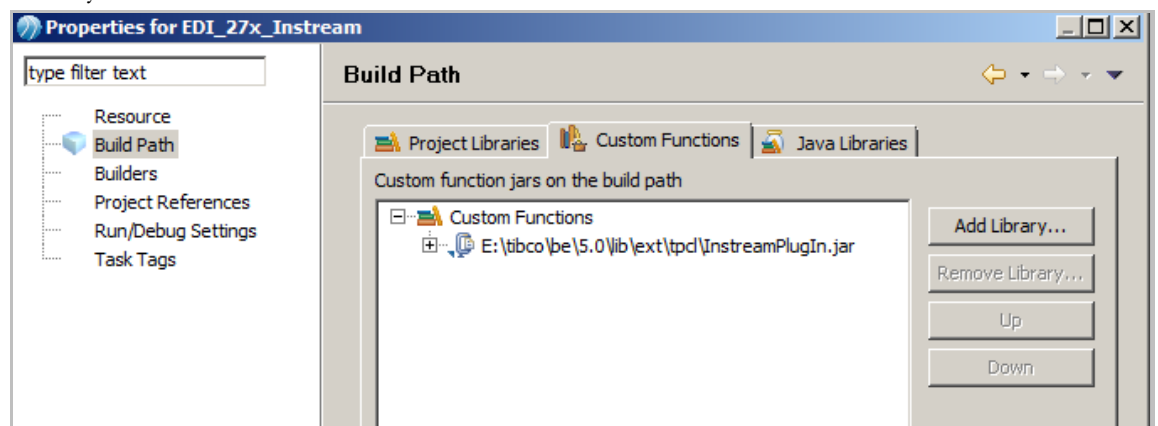 Properties for EDI_27x_Instream
type filter text
Build Path
Resource
Build Path
Builders
Project References
Run/Debug Settings
Task Tags
Project Libraries
Custom Functions
Java Libraries
Custom function jars on the build path
Custom Functions
E:\tibco\be\5.0\lib\ext\tpcl\InstreamPlugIn.jar
Add Library...
Remove Library...
Up
Down